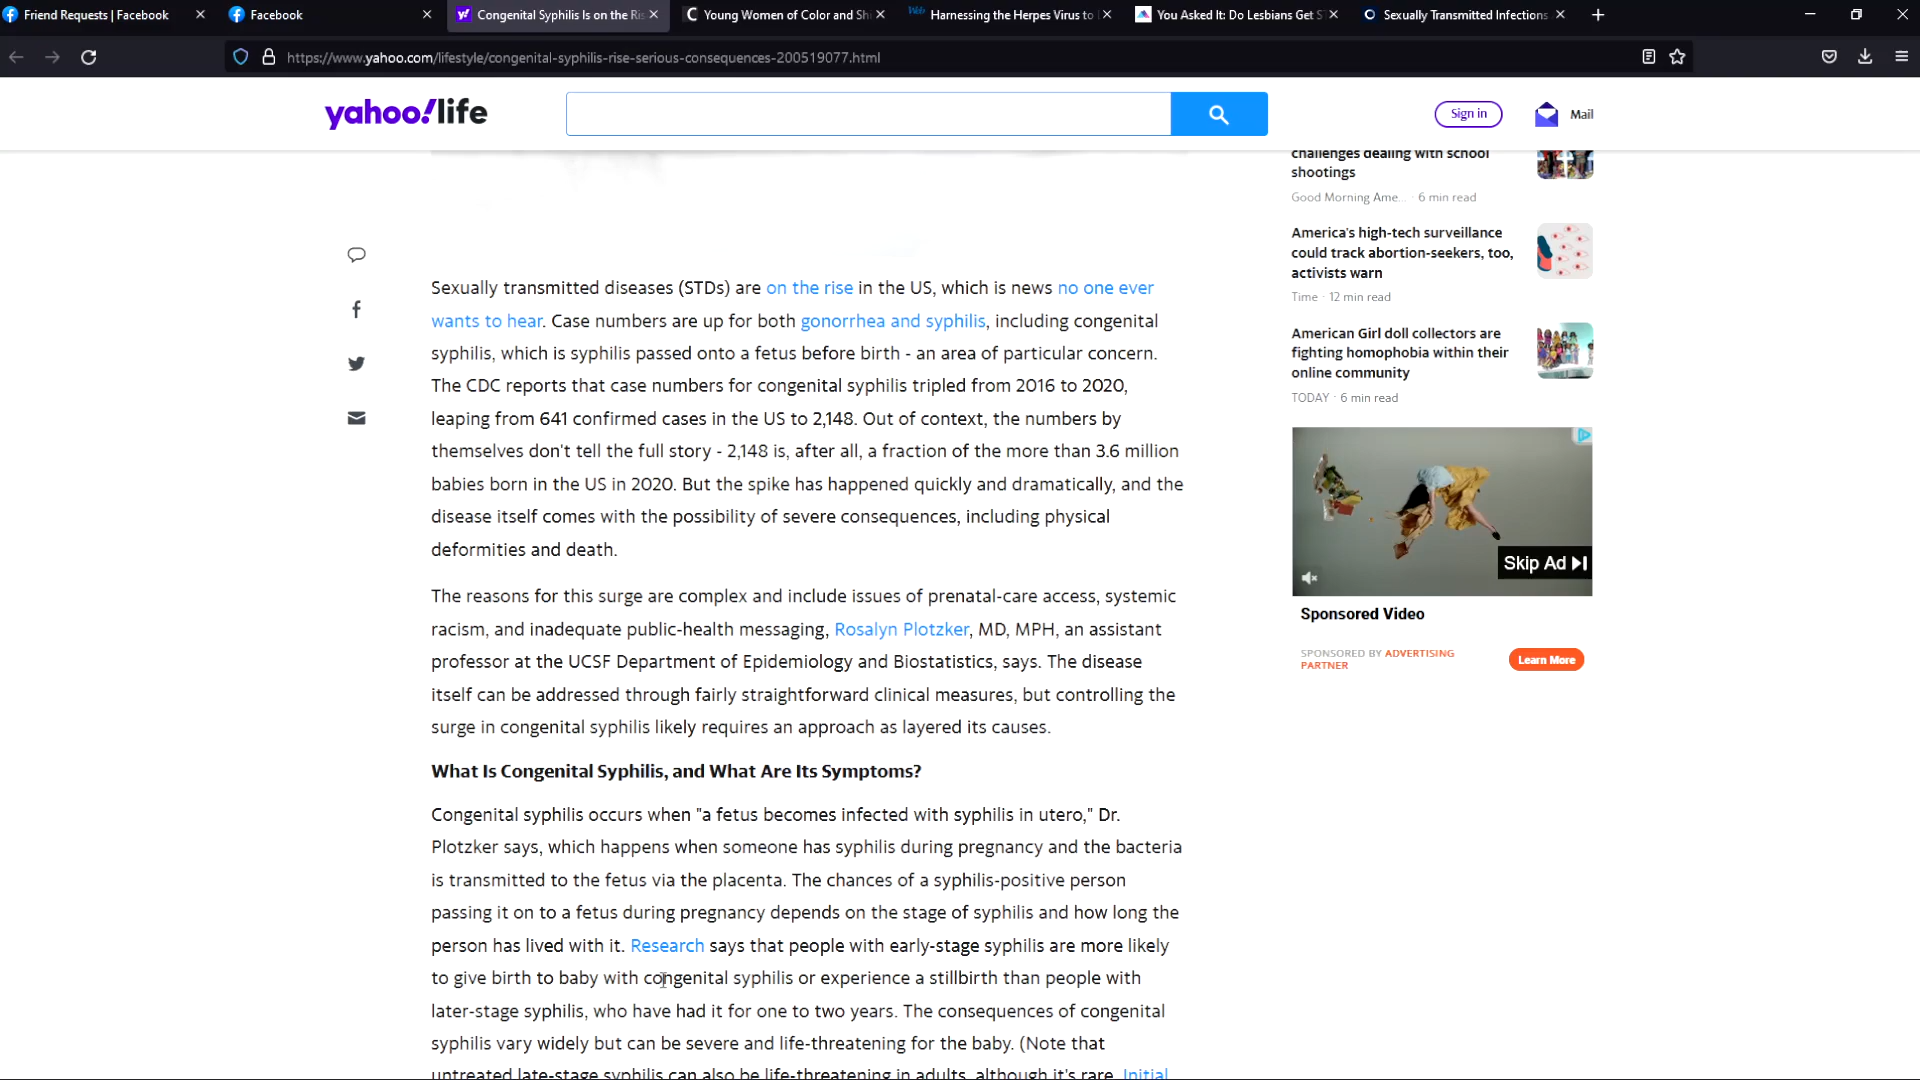 Friend Requests | Facebook
Facebook
Congenital Syphilis Is on the Ris
Young Women of Color and Sh
Harnessing the Herpes Virus to
You Asked It: Do Lesbians Get S
Sexually Transmitted Infections
https://www.yahoo.com/lifestyle/congenital-syphilis-rise-serious-consequences-200519077.html
yahoo!life
Sign in
Mail
challenges dealing with school
shootings
Good Morning Ame... · 6 min read
America's high-tech surveillance
could track abortion-seekers, too,
activists warn
Time · 12 min read
American Girl doll collectors are
fighting homophobia within their
online community
TODAY · 6 min read
Skip Ad
Sponsored Video
SPONSORED BY ADVERTISING
PARTNER
Learn More
Sexually transmitted diseases (STDs) are on the rise in the US, which is news no one ever
wants to hear. Case numbers are up for both gonorrhea and syphilis, including congenital
syphilis, which is syphilis passed onto a fetus before birth - an area of particular concern.
The CDC reports that case numbers for congenital syphilis tripled from 2016 to 2020,
leaping from 641 confirmed cases in the US to 2,148. Out of context, the numbers by
themselves don't tell the full story - 2,148 is, after all, a fraction of the more than 3.6 million
babies born in the US in 2020. But the spike has happened quickly and dramatically, and the
disease itself comes with the possibility of severe consequences, including physical
deformities and death.
The reasons for this surge are complex and include issues of prenatal-care access, systemic
racism, and inadequate public-health messaging, Rosalyn Plotzker, MD, MPH, an assistant
professor at the UCSF Department of Epidemiology and Biostatistics, says. The disease
itself can be addressed through fairly straightforward clinical measures, but controlling the
surge in congenital syphilis likely requires an approach as layered its causes.
What Is Congenital Syphilis, and What Are Its Symptoms?
Congenital syphilis occurs when "a fetus becomes infected with syphilis in utero," Dr.
Plotzker says, which happens when someone has syphilis during pregnancy and the bacteria
is transmitted to the fetus via the placenta. The chances of a syphilis-positive person
passing it on to a fetus during pregnancy depends on the stage of syphilis and how long the
person has lived with it. Research says that people with early-stage syphilis are more likely
to give birth to baby with congenital syphilis or experience a stillbirth than people with
later-stage syphilis, who have had it for one to two years. The consequences of congenital
syphilis vary widely but can be severe and life-threatening for the baby. (Note that
untreated late-stage syphilis can also be life-threatening in adults, although it's rare. Initial